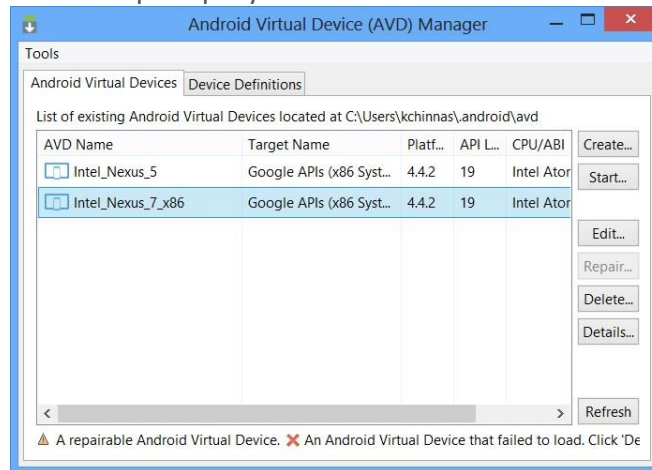 Android Virtual Device (AVD) Manager
Tools
Android Virtual Devices Device Definitions
List of existing Android Virtual Devices located at C:\Users\kchinnas\.android\avd
AVD Name Target Name Platf... API L... CPU/ABI Create...
Intel_Nexus_5 Google APIs (x86 Syst... 4.4.2 19 Intel Ator Start...
Intel_Nexus_7_x86 Google APIs (x86 Syst... 4.4.2 19 Intel Ator
Edit...
Repair...
Delete...
Details...
Refresh
A repairable Android Virtual Device. An Android Virtual Device that failed to load. Click 'De